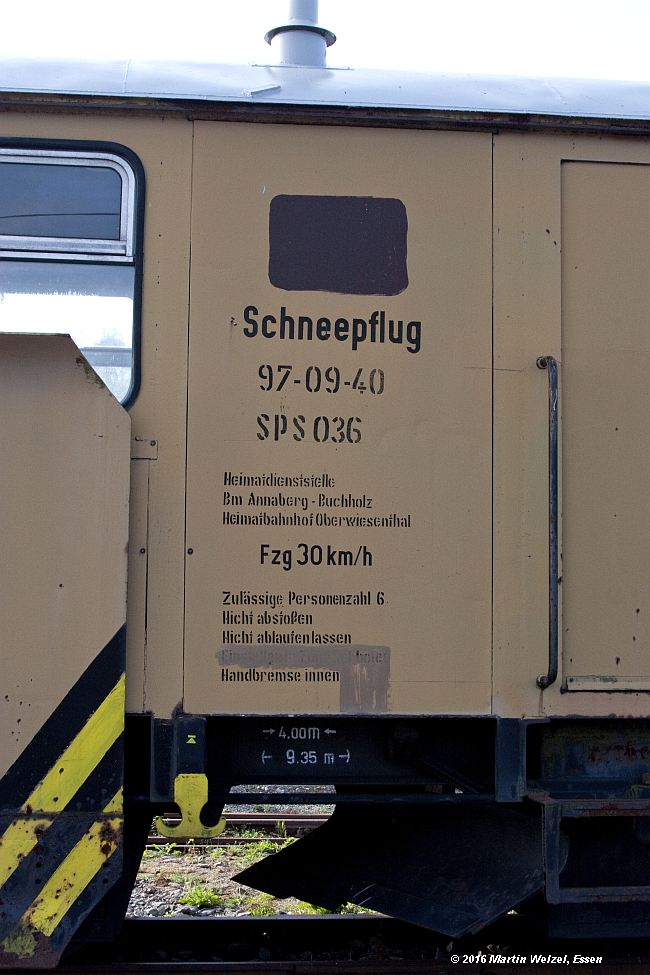 Schneepflug
97-09-40
SPS 036
Heimatdienststelle
Bm Annaberg-Buchholz
Heimatbahnhof Oberwiesenthal
Fzg 30 km/h
Zulässige Personenzahl 6
Nicht abstoßen
Nicht ablaufenlassen
Handbremse innen
→ 4.00m ←
(← 9.35 m →)
© 2016 Martin Welzel, Essen